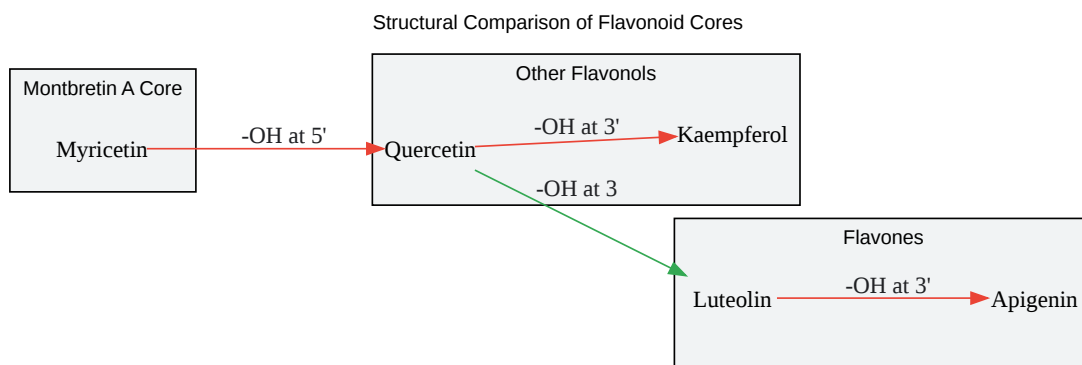 Structural Comparison of Flavonoid Cores
Montbretin A Core
Other Flavonols
Myricetin
-OH at 5'
Quercetin
-OH at 3'
Kaempferol
-OH at 3
Flavones
Luteolin
-OH at 3'
Apigenin